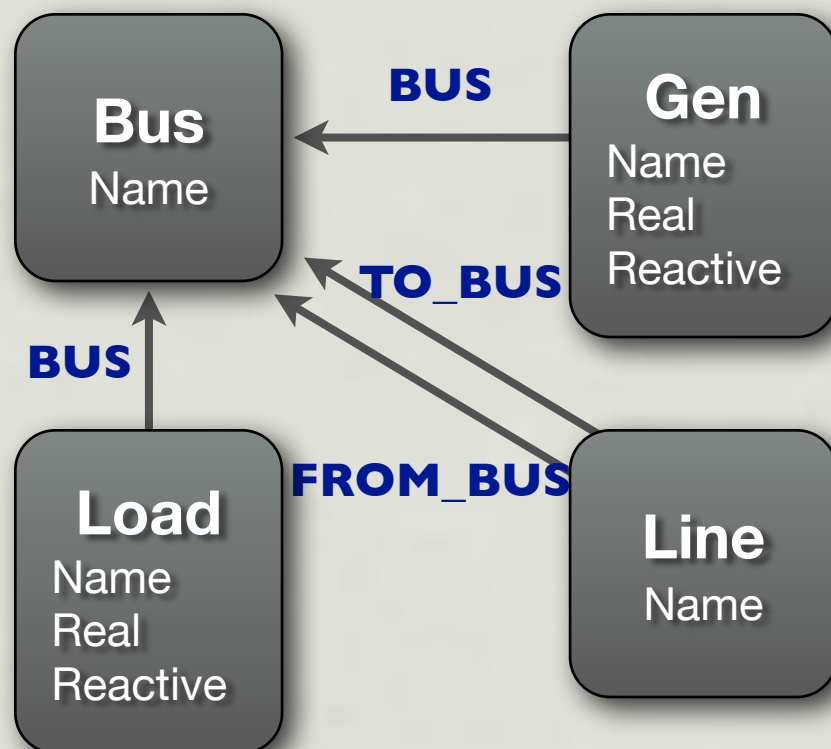 Bus
Name
BUS
Gen
Name
Real
Reactive
TO_BUS
BUS
FROM_BUS
Load
Name
Real
Reactive
Line
Name